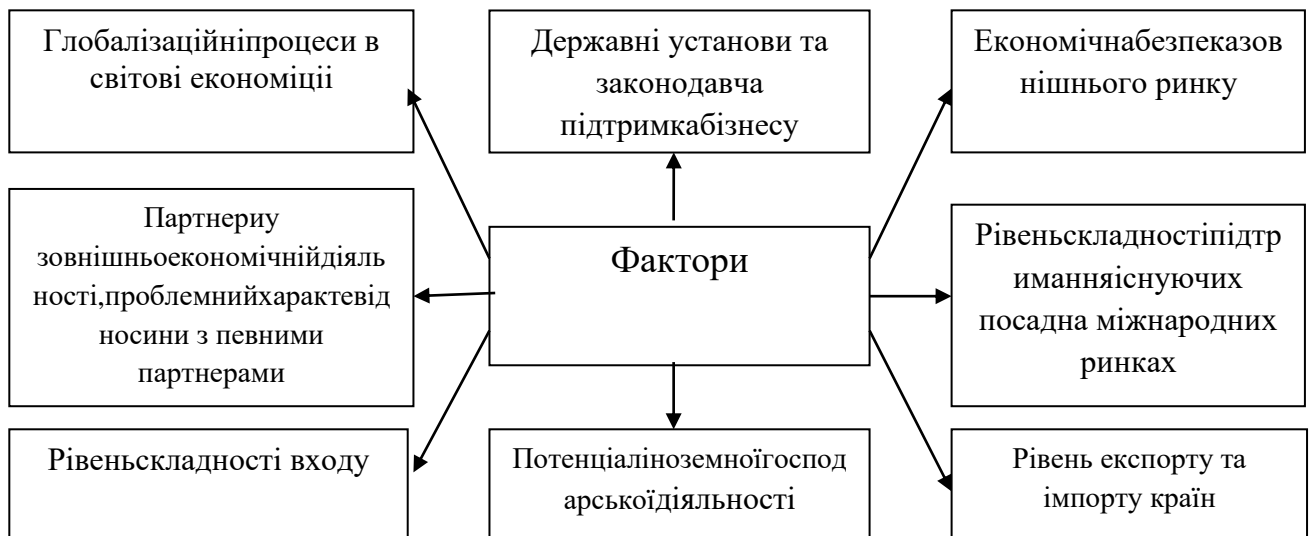 Глобалізаційніпроцеси в
світові економіціі
Державні установи та
законодавча
підтримкабізнесу
Економічнабезпеказов
нішнього ринку
Партнериу
зовнішньоекономічнійдіяль
ності,проблемнийхарактевід
носини з певними
партнерами
Фактори
Рівеньскладностіпідтр
иманняіснуючих
посадна міжнародних
ринках
Рівеньскладності входу
Потенціаліноземноїгоспод
арськоїдіяльності
Рівень експорту та
імпорту країн